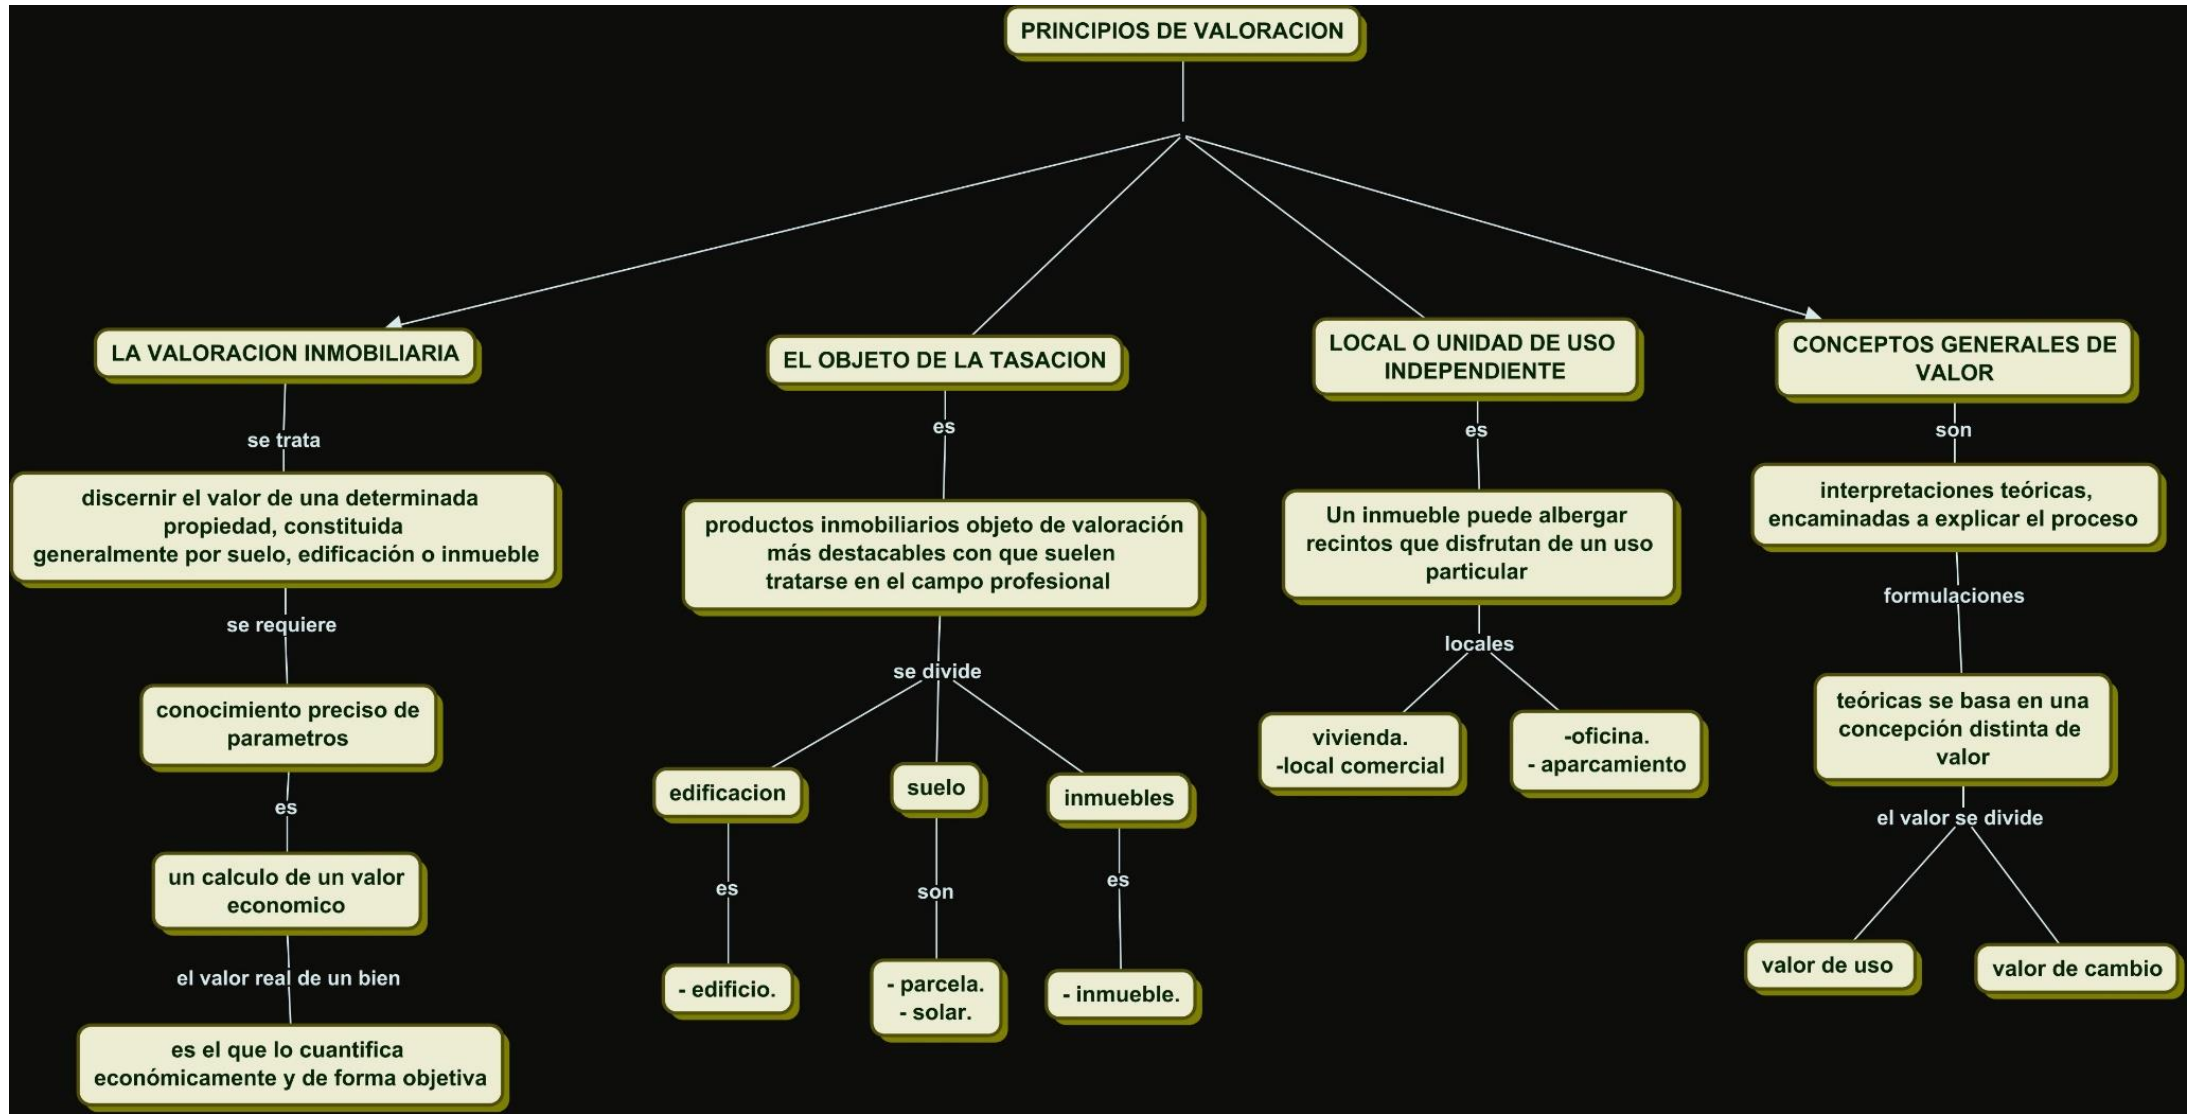 PRINCIPIOS DE VALORACION
LA VALORACION INMOBILIARIA
se trata
discernir el valor de una determinada
propiedad, constituida
generalmente por suelo, edificación o inmueble
se requiere
conocimiento preciso de
parametros
es
un calculo de un valor
economico
el valor real de un bien
es el que lo cuantifica
económicamente y de forma objetiva
EL OBJETO DE LA TASACION
es
productos inmobiliarios objeto de valoración
más destacables con que suelen
tratarse en el campo profesional
se divide
edificacion
es
- edificio.
suelo
son
- parcela.
- solar.
inmuebles
es
- inmueble.
LOCAL O UNIDAD DE USO
INDEPENDIENTE
es
Un inmueble puede albergar
recintos que disfrutan de un uso
particular
locales
vivienda.
-local comercial
-oficina.
- aparcamiento
CONCEPTOS GENERALES DE
VALOR
son
interpretaciones teóricas,
encaminadas a explicar el proceso
formulaciones
teóricas se basa en una
concepción distinta de
valor
el valor se divide
valor de uso
valor de cambio